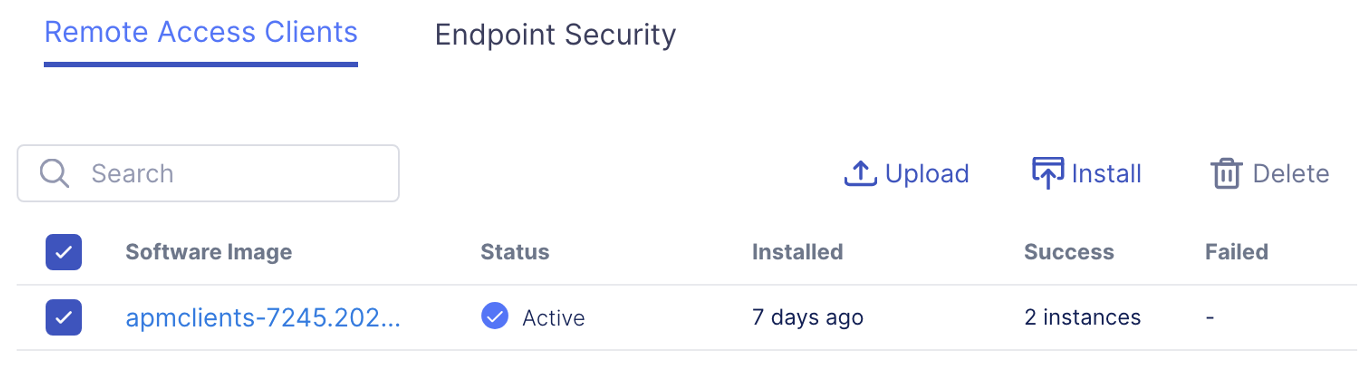 Remote Access Clients Endpoint Security
Search Upload Install Delete
Software Image Status Installed Success Failed
apmclients-7245.202... Active 7 days ago 2 instances -